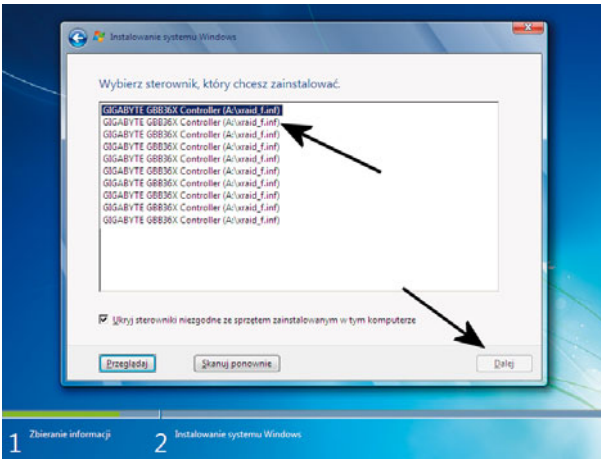 Instalowanie systemu Windows
Wybierz sterownik, który chcesz zainstalować.
GIGABYTE GBB36X Controller (A:\xraid_f.inf)
GIGABYTE GBB36X Controller (A:\xraid_f.inf)
GIGABYTE GBB36X Controller (A:\xraid_f.inf)
GIGABYTE GBB36X Controller (A:\xraid_f.inf)
GIGABYTE GBB36X Controller (A:\xraid_f.inf)
GIGABYTE GBB36X Controller (A:\xraid_f.inf)
GIGABYTE GBB36X Controller (A:\xraid_f.inf)
GIGABYTE GBB36X Controller (A:\xraid_f.inf)
GIGABYTE GBB36X Controller (A:\xraid_f.inf)
GIGABYTE GBB36X Controller (A:\xraid_f.inf)
Ukryj sterowniki niezgodne ze sprzętem zainstalowanym w tym komputerze
Przeglądaj Skanuj ponownie Dalej
1 Zbieranie informacji 2 Instalowanie systemu Windows